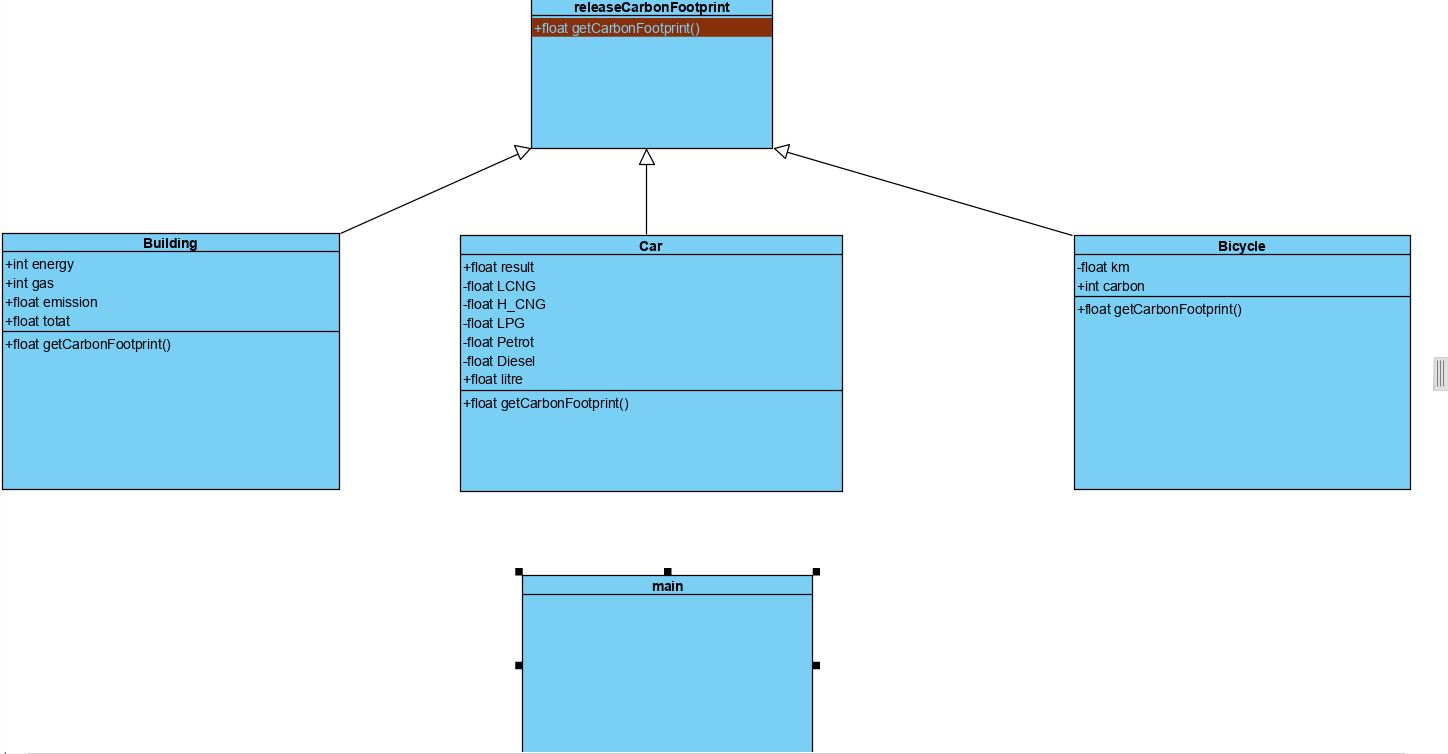 releaseCarbonFootprint
+float getCarbonFootprint()
Building
+int energy
+int gas
+float emission
+float totat
+float getCarbonFootprint()
Car
+float result
-float LCNG
-float H_CNG
-float LPG
-float Petrot
-float Diesel
+float litre
+float getCarbonFootprint()
Bicycle
-float km
+int carbon
+float getCarbonFootprint()
main